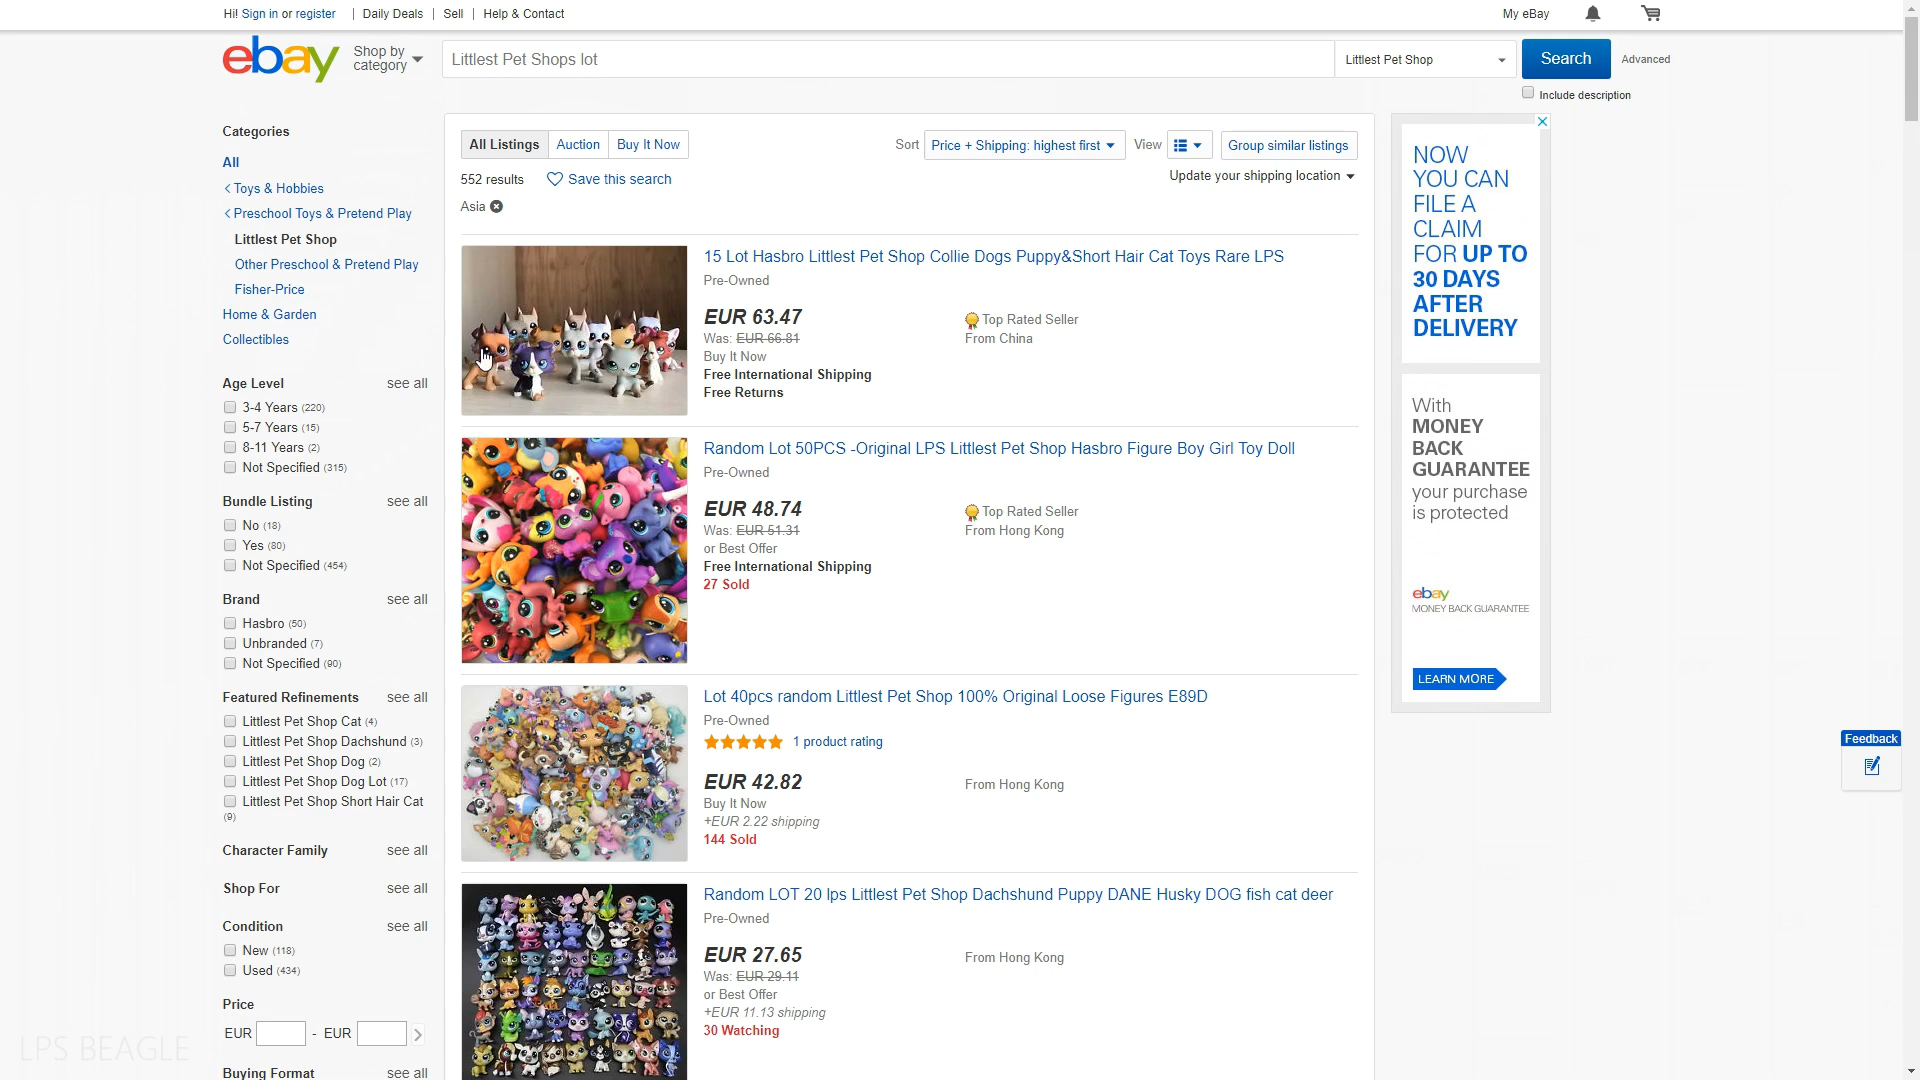 Hi! Sign in or register | Daily Deals | Sell | Help & Contact
My eBay
ebay
Shop by
category
Littlest Pet Shops lot
Littlest Pet Shop
Search
Advanced
Include description
Categories
All
< Toys & Hobbies
< Preschool Toys & Pretend Play
Littlest Pet Shop
Other Preschool & Pretend Play
Fisher-Price
Home & Garden
Collectibles
Age Level see all
3-4 Years (220)
5-7 Years (15)
8-11 Years (2)
Not Specified (315)
Bundle Listing see all
No (18)
Yes (80)
Not Specified (454)
Brand see all
Hasbro (50)
Unbranded (7)
Not Specified (90)
Featured Refinements see all
Littlest Pet Shop Cat (4)
Littlest Pet Shop Dachshund (3)
Littlest Pet Shop Dog (2)
Littlest Pet Shop Dog Lot (17)
Littlest Pet Shop Short Hair Cat
(9)
Character Family see all
Shop For see all
Condition see all
New (118)
Used (434)
Price
EUR - EUR
Buying Format see all
All Listings Auction Buy It Now
Sort Price + Shipping: highest first View Group similar listings
552 results Save this search
Update your shipping location
Asia
15 Lot Hasbro Littlest Pet Shop Collie Dogs Puppy&Short Hair Cat Toys Rare LPS
Pre-Owned
EUR 63.47
Was: EUR 66.81
Buy It Now
Free International Shipping
Free Returns
Top Rated Seller
From China
Random Lot 50PCS -Original LPS Littlest Pet Shop Hasbro Figure Boy Girl Toy Doll
Pre-Owned
EUR 48.74
Was: EUR 51.31
or Best Offer
Free International Shipping
27 Sold
Top Rated Seller
From Hong Kong
Lot 40pcs random Littlest Pet Shop 100% Original Loose Figures E89D
Pre-Owned
1 product rating
EUR 42.82
Buy It Now
+EUR 2.22 shipping
144 Sold
From Hong Kong
Random LOT 20 lps Littlest Pet Shop Dachshund Puppy DANE Husky DOG fish cat deer
Pre-Owned
EUR 27.65
Was: EUR 29.11
or Best Offer
+EUR 11.13 shipping
30 Watching
From Hong Kong
NOW
YOU CAN
FILE A
CLAIM
FOR UP TO
30 DAYS
AFTER
DELIVERY
With
MONEY
BACK
GUARANTEE
your purchase
is protected
ebay
MONEY BACK GUARANTEE
LEARN MORE
Feedback
LPS BEAGLE